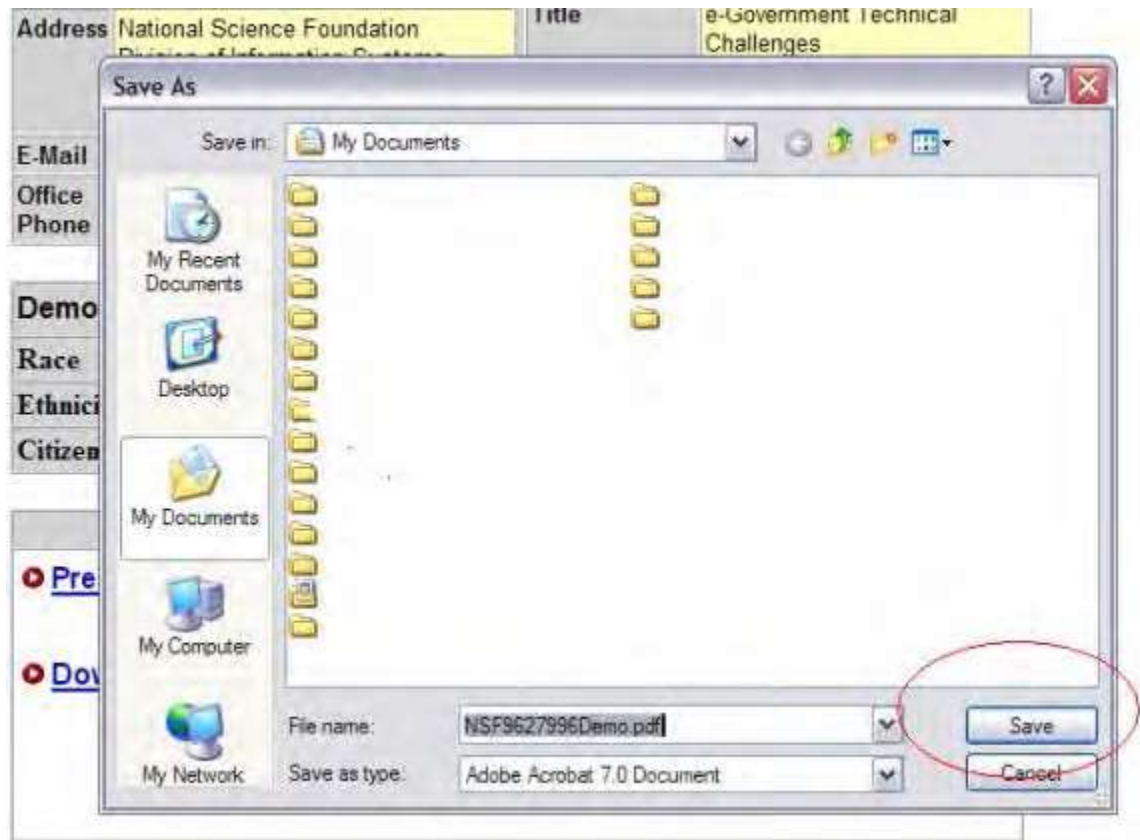 Address National Science Foundation Title e-Government Technical
Challenges
Save As
Save in: My Documents
E-Mail
Office
Phone
My Recent
Documents
Demo
Race
Desktop
Ethnici
Citizen
My Documents
Pre
My Computer
Dow
File name: NSF9627996Demo.pdf Save
My Network Save as type: Adobe Acrobat 7.0 Document Cancel